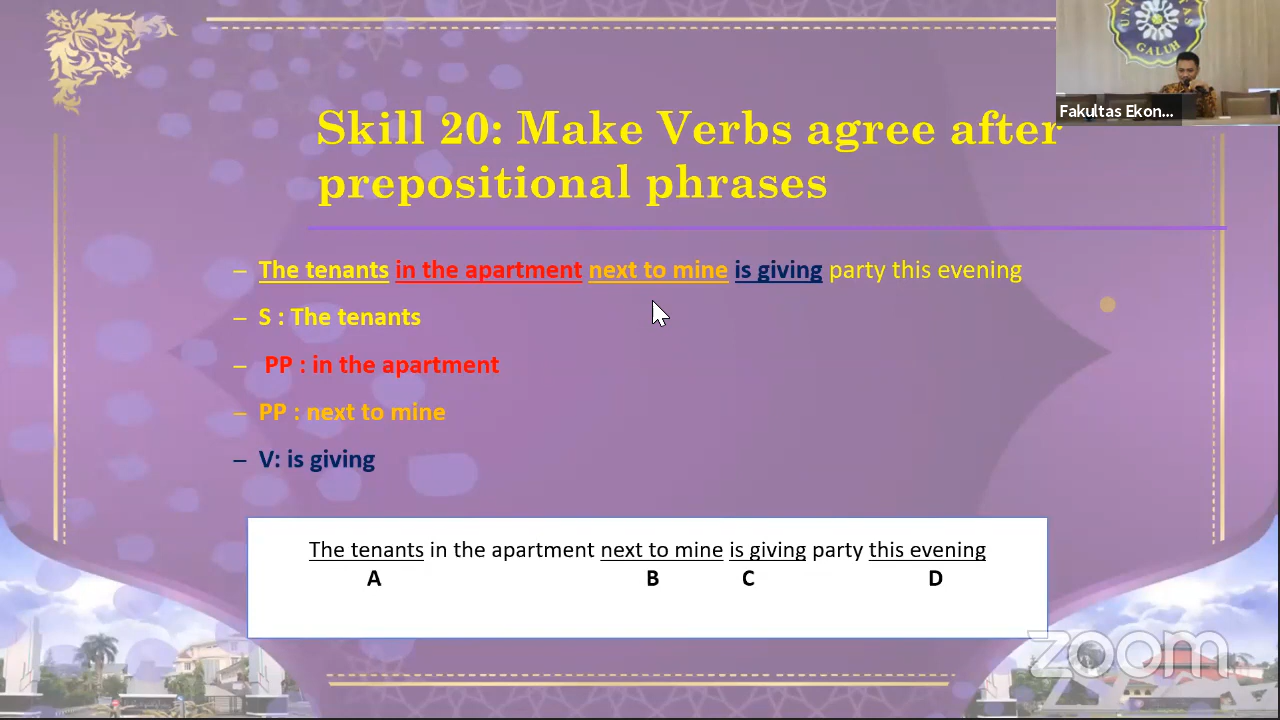 UNIVERSITAS
GALUH
Fakultas Ekon...
Skill 20: Make Verbs agree after
prepositional phrases
– The tenants in the apartment next to mine is giving party this evening
– S : The tenants
– PP : in the apartment
– PP : next to mine
– V: is giving
The tenants in the apartment next to mine is giving party this evening
A B C D
zoom